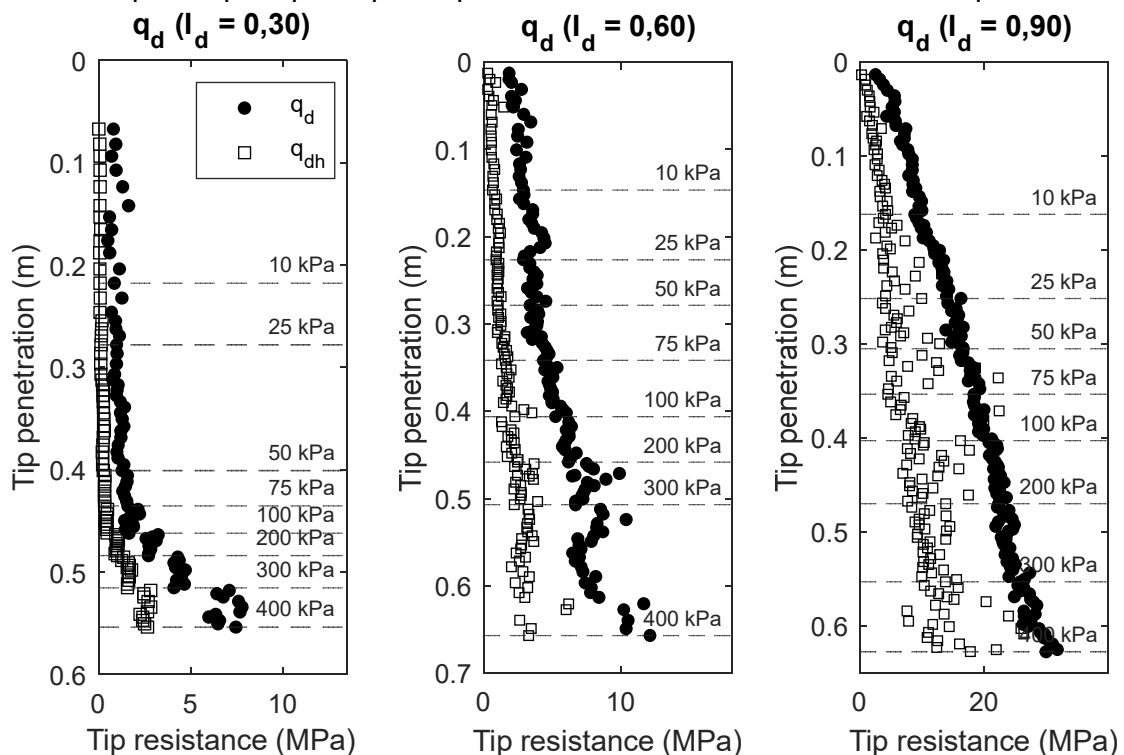 q_d (I_d = 0,30)
q_d
q_dh
10 kPa
25 kPa
50 kPa
75 kPa
100 kPa
200 kPa
300 kPa
400 kPa
0
0.1
0.2
0.3
0.4
0.5
0.6
0 5 10
Tip penetration (m)
Tip resistance (MPa)
q_d (I_d = 0,60)
10 kPa
25 kPa
50 kPa
75 kPa
100 kPa
200 kPa
300 kPa
400 kPa
0
0.1
0.2
0.3
0.4
0.5
0.6
0.7
0 10
Tip penetration (m)
Tip resistance (MPa)
q_d (I_d = 0,90)
10 kPa
25 kPa
50 kPa
75 kPa
100 kPa
200 kPa
300 kPa
400 kPa
0
0.1
0.2
0.3
0.4
0.5
0.6
0 20
Tip penetration (m)
Tip resistance (MPa)